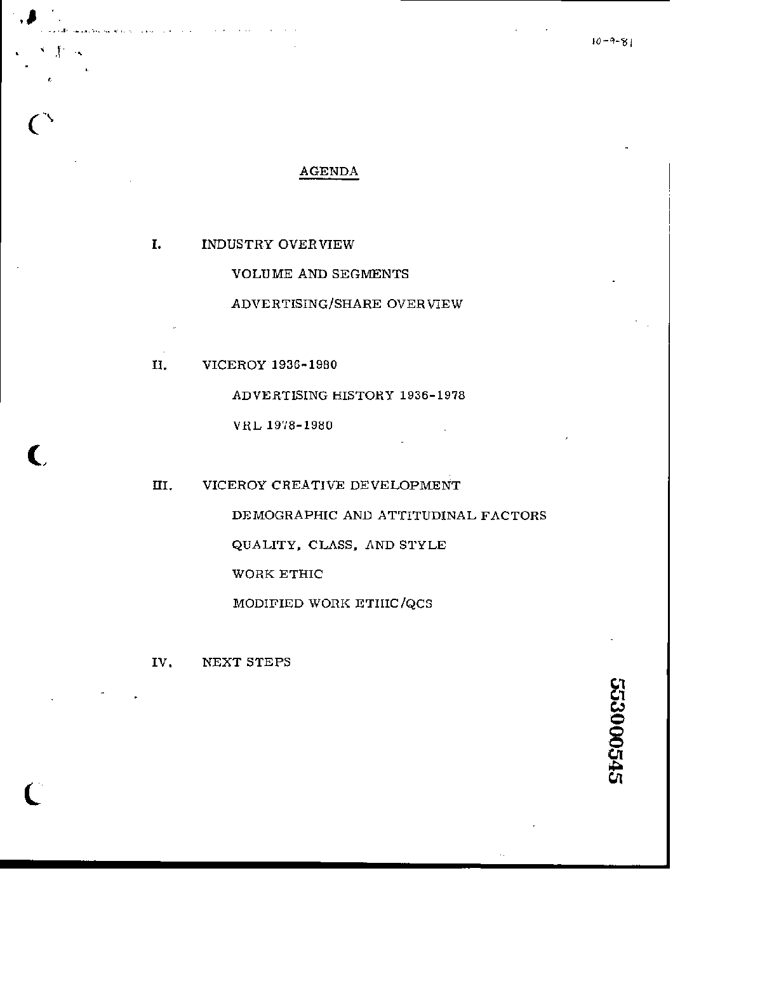 10-9-81
AGENDA
I. INDUSTRY OVERVIEW
VOLUME AND SEGMENTS
ADVERTISING/SHARE OVERVIEW
II. VICEROY 1936-1980
ADVERTISING HISTORY 1936-1978
VRL 1978-1980
III. VICEROY CREATIVE DEVELOPMENT
DEMOGRAPHIC AND ATTITUDINAL FACTORS
QUALITY, CLASS, AND STYLE
WORK ETHIC
MODIFIED WORK ETHIC/QCS
IV. NEXT STEPS
553000545